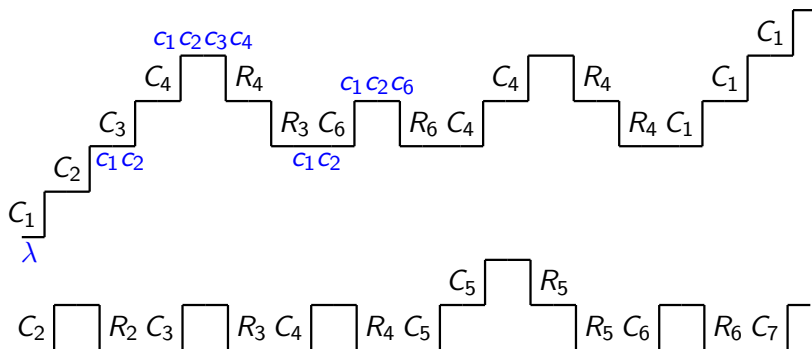 c₁c₂c₃c₄ C₁
C₄ R₄ c₁c₂c₆ C₄ R₄ C₁
C₃ R₃ C₆ R₆ C₄ R₄ C₁
C₂ c₁c₂ c₁c₂
C₁
λ
C₅ R₅
C₂ R₂ C₃ R₃ C₄ R₄ C₅ R₅ C₆ R₆ C₇